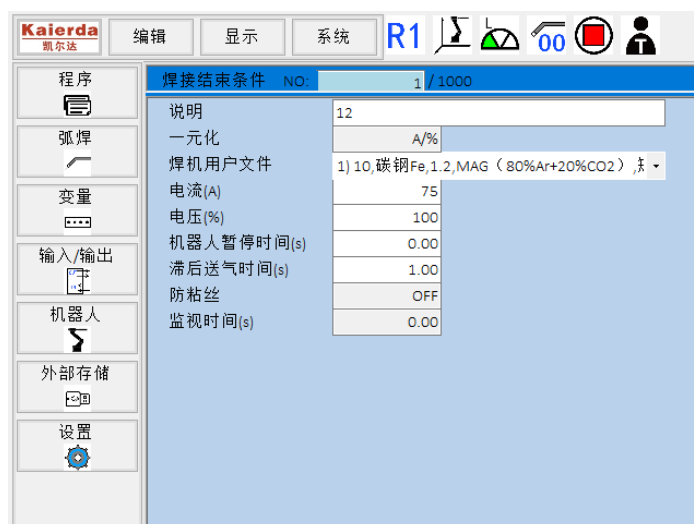 Kaierda
凯尔达
编辑
显示
系统
R1
00
T
程序
弧焊
变量
输入/输出
机器人
外部存储
设置
焊接结束条件 NO: 1 / 1000
说明 12
一元化 A/%
焊机用户文件 1) 10,碳钢Fe,1.2,MAG（80%Ar+20%CO2）,
电流(A) 75
电压(%) 100
机器人暂停时间(s) 0.00
滞后送气时间(s) 1.00
防粘丝 OFF
监视时间(s) 0.00